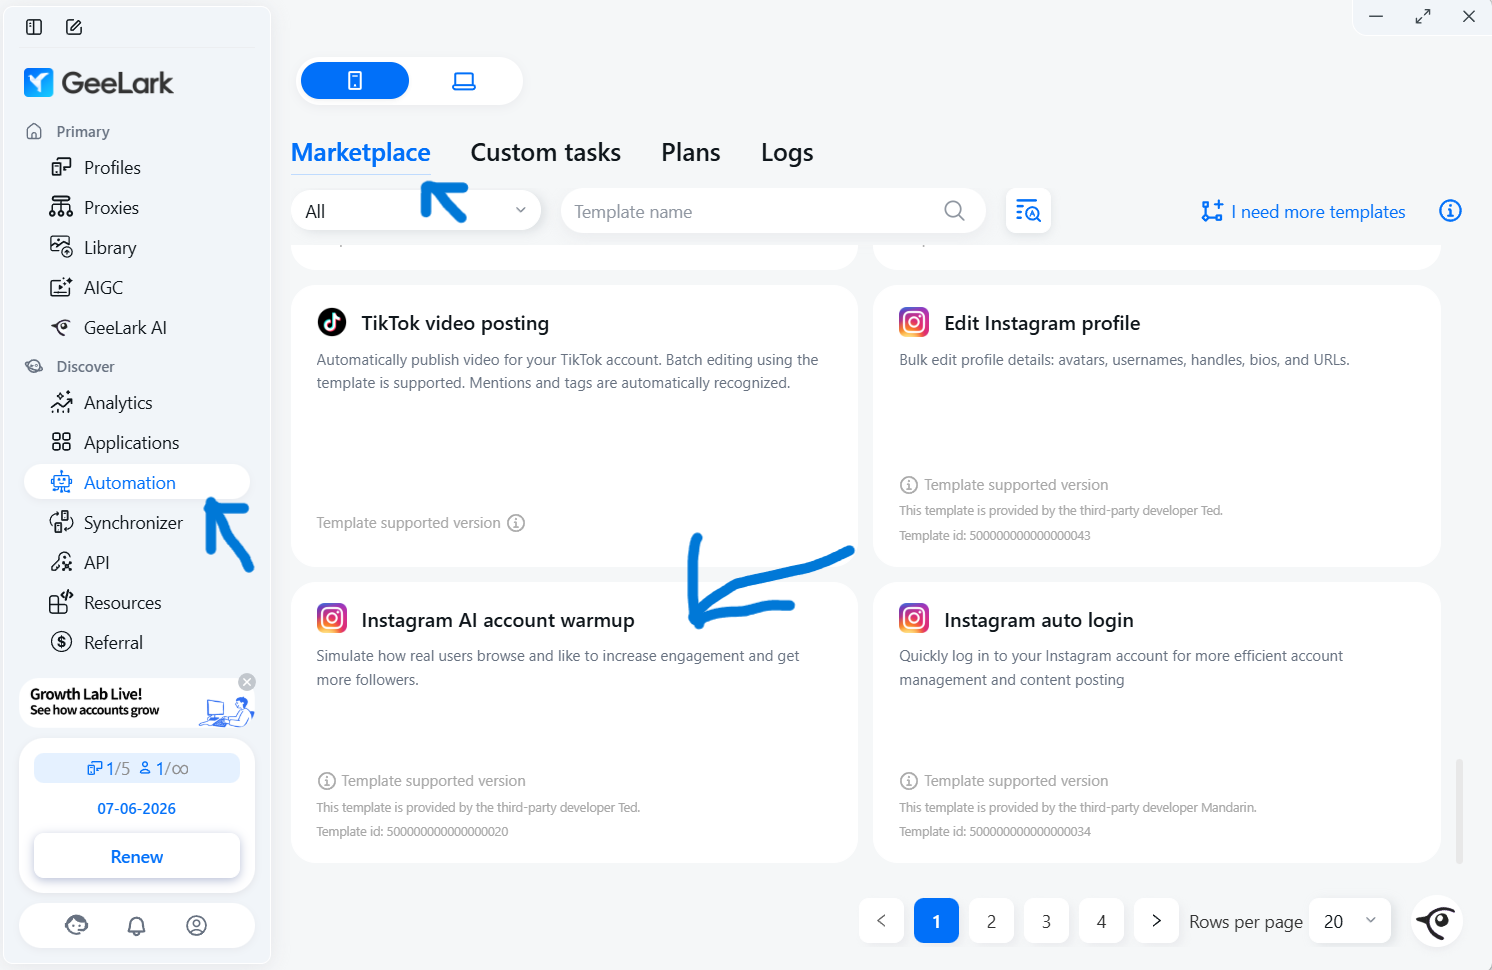 GeeLark
Primary
Profiles
Proxies
Library
AIGC
GeeLark AI
Discover
Analytics
Applications
Automation
Synchronizer
API
Resources
Referral
Growth Lab Live!
See how accounts grow
1/5 1/∞
07-06-2026
Renew
Marketplace Custom tasks Plans Logs
All
Template name
I need more templates
TikTok video posting
Automatically publish video for your TikTok account. Batch editing using the
template is supported. Mentions and tags are automatically recognized.
Template supported version
Edit Instagram profile
Bulk edit profile details: avatars, usernames, handles, bios, and URLs.
Template supported version
This template is provided by the third-party developer Ted.
Template id: 500000000000000043
Instagram AI account warmup
Simulate how real users browse and like to increase engagement and get
more followers.
Template supported version
This template is provided by the third-party developer Ted.
Template id: 500000000000000020
Instagram auto login
Quickly log in to your Instagram account for more efficient account
management and content posting
Template supported version
This template is provided by the third-party developer Mandarin.
Template id: 500000000000000034
< 1 2 3 4 > Rows per page 20